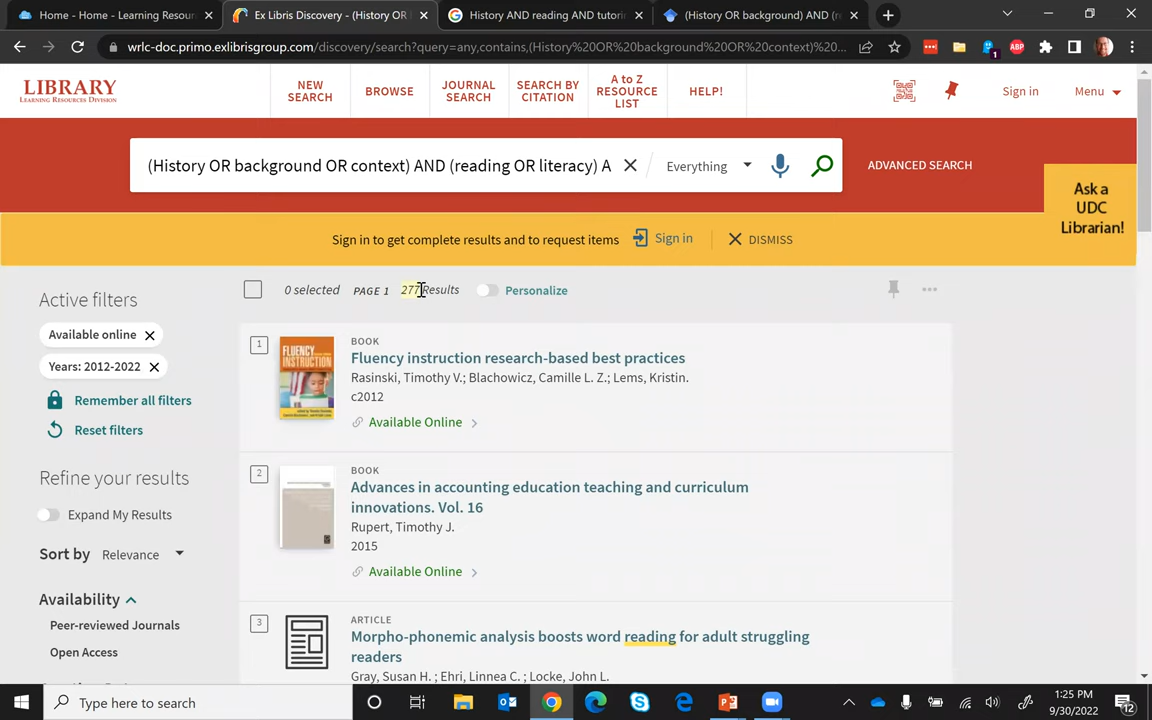 Home - Home - Learning Resour
Ex Libris Discovery - (History OR
History AND reading AND tutori
(History OR background) AND (r
wrlc-doc.primo.exlibrisgroup.com/discovery/search?query=any,contains,(History%20OR%20background%20OR%20context)%20...
1
ABP
LIBRARY
LEARNING RESOURCES DIVISION
NEW
SEARCH
BROWSE
JOURNAL
SEARCH
SEARCH BY
CITATION
A to Z
RESOURCE
LIST
HELP!
Sign in
Menu
(History OR background OR context) AND (reading OR literacy) A
Everything
ADVANCED SEARCH
Ask a
UDC
Librarian!
Sign in to get complete results and to request items
Sign in
DISMISS
Active filters
0 selected
PAGE 1
277 Results
Personalize
Available online
Years: 2012-2022
Remember all filters
Reset filters
Refine your results
Expand My Results
Sort by Relevance
Availability
Peer-reviewed Journals
Open Access
1
BOOK
Fluency instruction research-based best practices
Rasinski, Timothy V.; Blachowicz, Camille L. Z.; Lems, Kristin.
c2012
Available Online
FLUENCY
INSTRUCTION
2
BOOK
Advances in accounting education teaching and curriculum
innovations. Vol. 16
Rupert, Timothy J.
2015
Available Online
3
ARTICLE
Morpho-phonemic analysis boosts word reading for adult struggling
readers
Gray, Susan H. ; Ehri, Linnea C. ; Locke, John L.
Type here to search
1:25 PM
9/30/2022
12